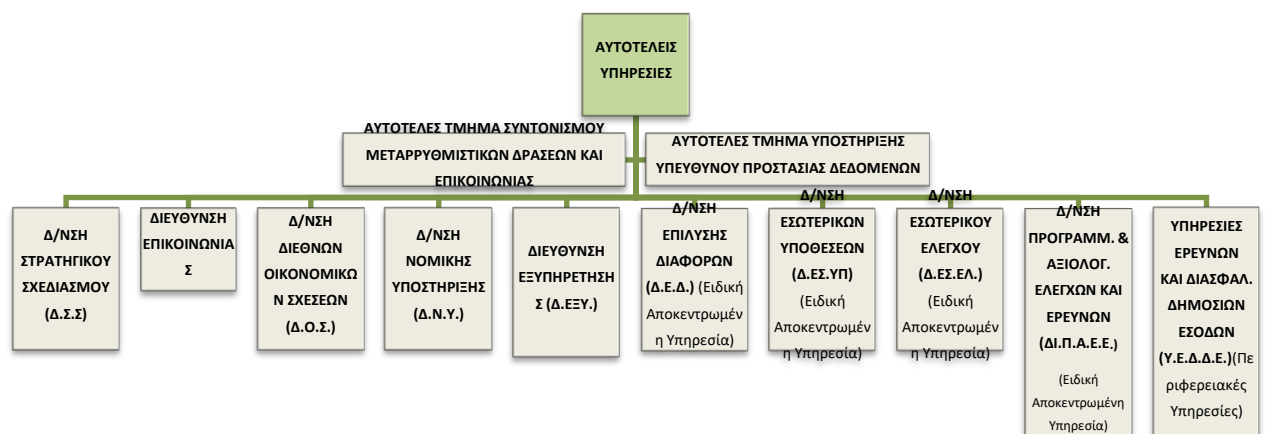 ΑΥΤΟΤΕΛΕΙΣ
ΥΠΗΡΕΣΙΕΣ
ΑΥΤΟΤΕΛΕΣ ΤΜΗΜΑ ΣΥΝΤΟΝΙΣΜΟΥ
ΜΕΤΑΡΡΥΘΜΙΣΤΙΚΩΝ ΔΡΑΣΕΩΝ ΚΑΙ
ΕΠΙΚΟΙΝΩΝΙΑΣ
ΑΥΤΟΤΕΛΕΣ ΤΜΗΜΑ ΥΠΟΣΤΗΡΙΞΗΣ
ΥΠΕΥΘΥΝΟΥ ΠΡΟΣΤΑΣΙΑΣ ΔΕΔΟΜΕΝΩΝ
Δ/ΝΣΗ
ΣΤΡΑΤΗΓΙΚΟΥ
ΣΧΕΔΙΑΣΜΟΥ
(Δ.Σ.Σ)
ΔΙΕΥΘΥΝΣΗ
ΕΠΙΚΟΙΝΩΝΙΑ
Σ
Δ/ΝΣΗ
ΔΙΕΘΝΩΝ
ΟΙΚΟΝΟΜΙΚΩ
Ν ΣΧΕΣΕΩΝ
(Δ.Ο.Σ.)
Δ/ΝΣΗ
ΝΟΜΙΚΗΣ
ΥΠΟΣΤΗΡΙΞΗΣ
(Δ.Ν.Υ.)
ΔΙΕΥΘΥΝΣΗ
ΕΞΥΠΗΡΕΤΗΣΗ
Σ (Δ.ΕΞΥ.)
Δ/ΝΣΗ
ΕΠΙΛΥΣΗΣ
ΔΙΑΦΟΡΩΝ
(Δ.Ε.Δ.) (Ειδική
Αποκεντρωμέν
η Υπηρεσία)
Δ/ΝΣΗ
ΕΣΩΤΕΡΙΚΩΝ
ΥΠΟΘΕΣΕΩΝ
(Δ.ΕΣ.ΥΠ)
(Ειδική
Αποκεντρωμέν
η Υπηρεσία)
Δ/ΝΣΗ
ΕΣΩΤΕΡΙΚΟΥ
ΕΛΕΓΧΟΥ
(Δ.ΕΣ.ΕΛ.)
(Ειδική
Αποκεντρωμέν
η Υπηρεσία)
Δ/ΝΣΗ
ΠΡΟΓΡΑΜΜ. &
ΑΞΙΟΛΟΓ.
ΕΛΕΓΧΩΝ ΚΑΙ
ΕΡΕΥΝΩΝ
(ΔΙ.Π.Α.Ε.Ε.)
(Ειδική
Αποκεντρωμένη
Υπηρεσία)
ΥΠΗΡΕΣΙΕΣ
ΕΡΕΥΝΩΝ
ΚΑΙ ΔΙΑΣΦΑΛ.
ΔΗΜΟΣΙΩΝ
ΕΣΟΔΩΝ
(Υ.Ε.Δ.Δ.Ε.)(Πε
ριφερειακές
Υπηρεσίες)